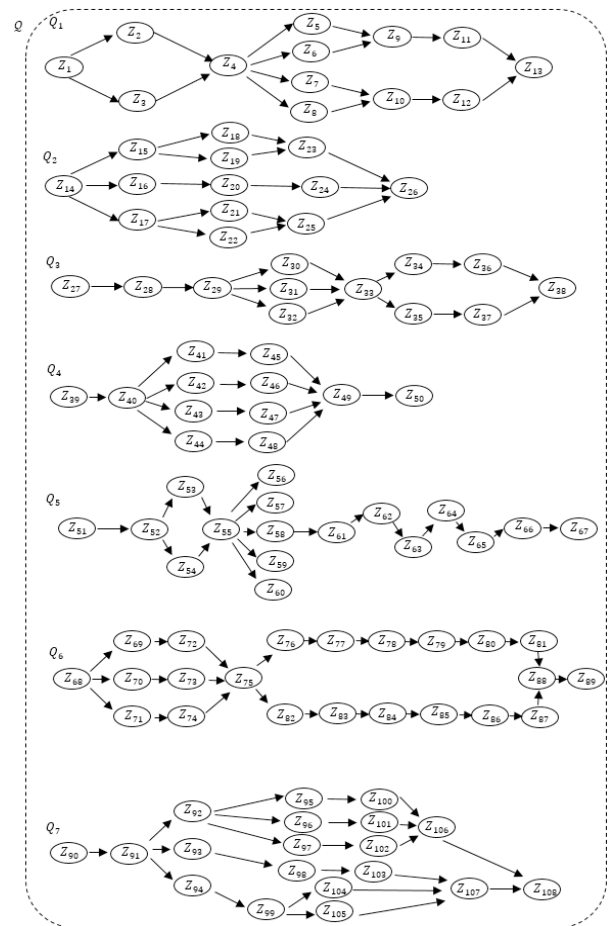 Q Q₁
Z₁ Z₂ Z₃ Z₄ Z₅ Z₆ Z₇ Z₈ Z₉ Z₁₀ Z₁₁ Z₁₂ Z₁₃
Q₂
Z₁₄ Z₁₅ Z₁₆ Z₁₇ Z₁₈ Z₁₉ Z₂₀ Z₂₁ Z₂₂ Z₂₃ Z₂₄ Z₂₅ Z₂₆
Q₃
Z₂₇ Z₂₈ Z₂₉ Z₃₀ Z₃₁ Z₃₂ Z₃₃ Z₃₄ Z₃₅ Z₃₆ Z₃₇ Z₃₈
Q₄
Z₃₉ Z₄₀ Z₄₁ Z₄₂ Z₄₃ Z₄₄ Z₄₅ Z₄₆ Z₄₇ Z₄₈ Z₄₉ Z₅₀
Q₅
Z₅₁ Z₅₂ Z₅₃ Z₅₄ Z₅₅ Z₅₆ Z₅₇ Z₅₈ Z₅₉ Z₆₀ Z₆₁ Z₆₂ Z₆₃ Z₆₄ Z₆₅ Z₆₆ Z₆₇
Q₆
Z₆₈ Z₆₉ Z₇₀ Z₇₁ Z₇₂ Z₇₃ Z₇₄ Z₇₅ Z₇₆ Z₇₇ Z₇₈ Z₇₉ Z₈₀ Z₈₁ Z₈₂ Z₈₃ Z₈₄ Z₈₅ Z₈₆ Z₈₇ Z₈₈ Z₈₉
Q₇
Z₉₀ Z₉₁ Z₉₂ Z₉₃ Z₉₄ Z₉₅ Z₉₆ Z₉₇ Z₉₈ Z₉₉ Z₁₀₀ Z₁₀₁ Z₁₀₂ Z₁₀₃ Z₁₀₄ Z₁₀₅ Z₁₀₆ Z₁₀₇ Z₁₀₈